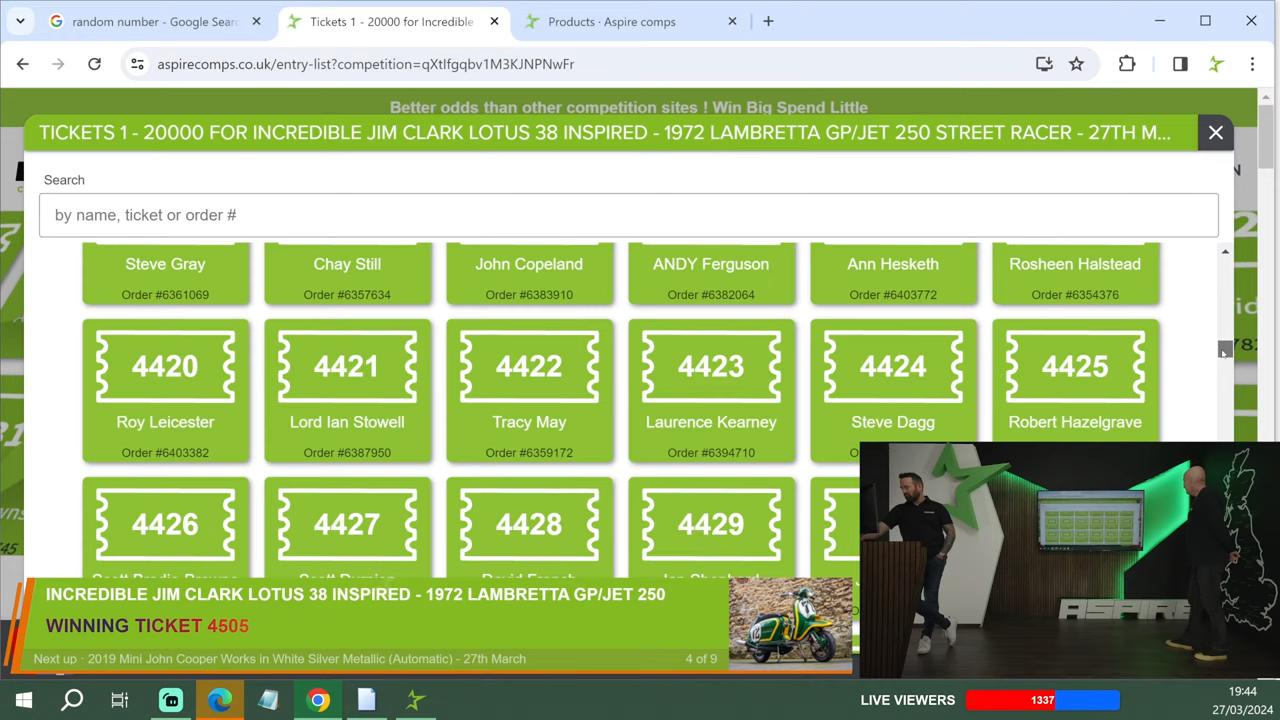 random number - Google Sear
Tickets 1 - 20000 for Incredible
Products · Aspire comps
aspirecomps.co.uk/entry-list?competition=qXtIfgqbv1M3KJNPNwFr
Better odds than other competition sites ! Win Big Spend Little
TICKETS 1 - 20000 FOR INCREDIBLE JIM CLARK LOTUS 38 INSPIRED - 1972 LAMBRETTA GP/JET 250 STREET RACER - 27TH M...
Search
by name, ticket or order #
Steve Gray Chay Still John Copeland ANDY Ferguson Ann Hesketh Rosheen Halstead
Order #6361069 Order #6357634 Order #6383910 Order #6382064 Order #6403772 Order #6354376
4420 4421 4422 4423 4424 4425
Roy Leicester Lord Ian Stowell Tracy May Laurence Kearney Steve Dagg Robert Hazelgrave
Order #6403382 Order #6387950 Order #6359172 Order #6394710
4426 4427 4428 4429
INCREDIBLE JIM CLARK LOTUS 38 INSPIRED - 1972 LAMBRETTA GP/JET 250
WINNING TICKET 4505
Next up · 2019 Mini John Cooper Works in White Silver Metallic (Automatic) - 27th March 4 of 9
ASPIRE
LIVE VIEWERS 1337
19:44
27/03/2024